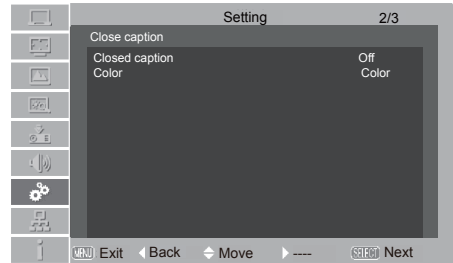 Setting 2/3
Close caption
Closed caption Off
Color Color
MENU Exit Back Move ---- SELECT Next